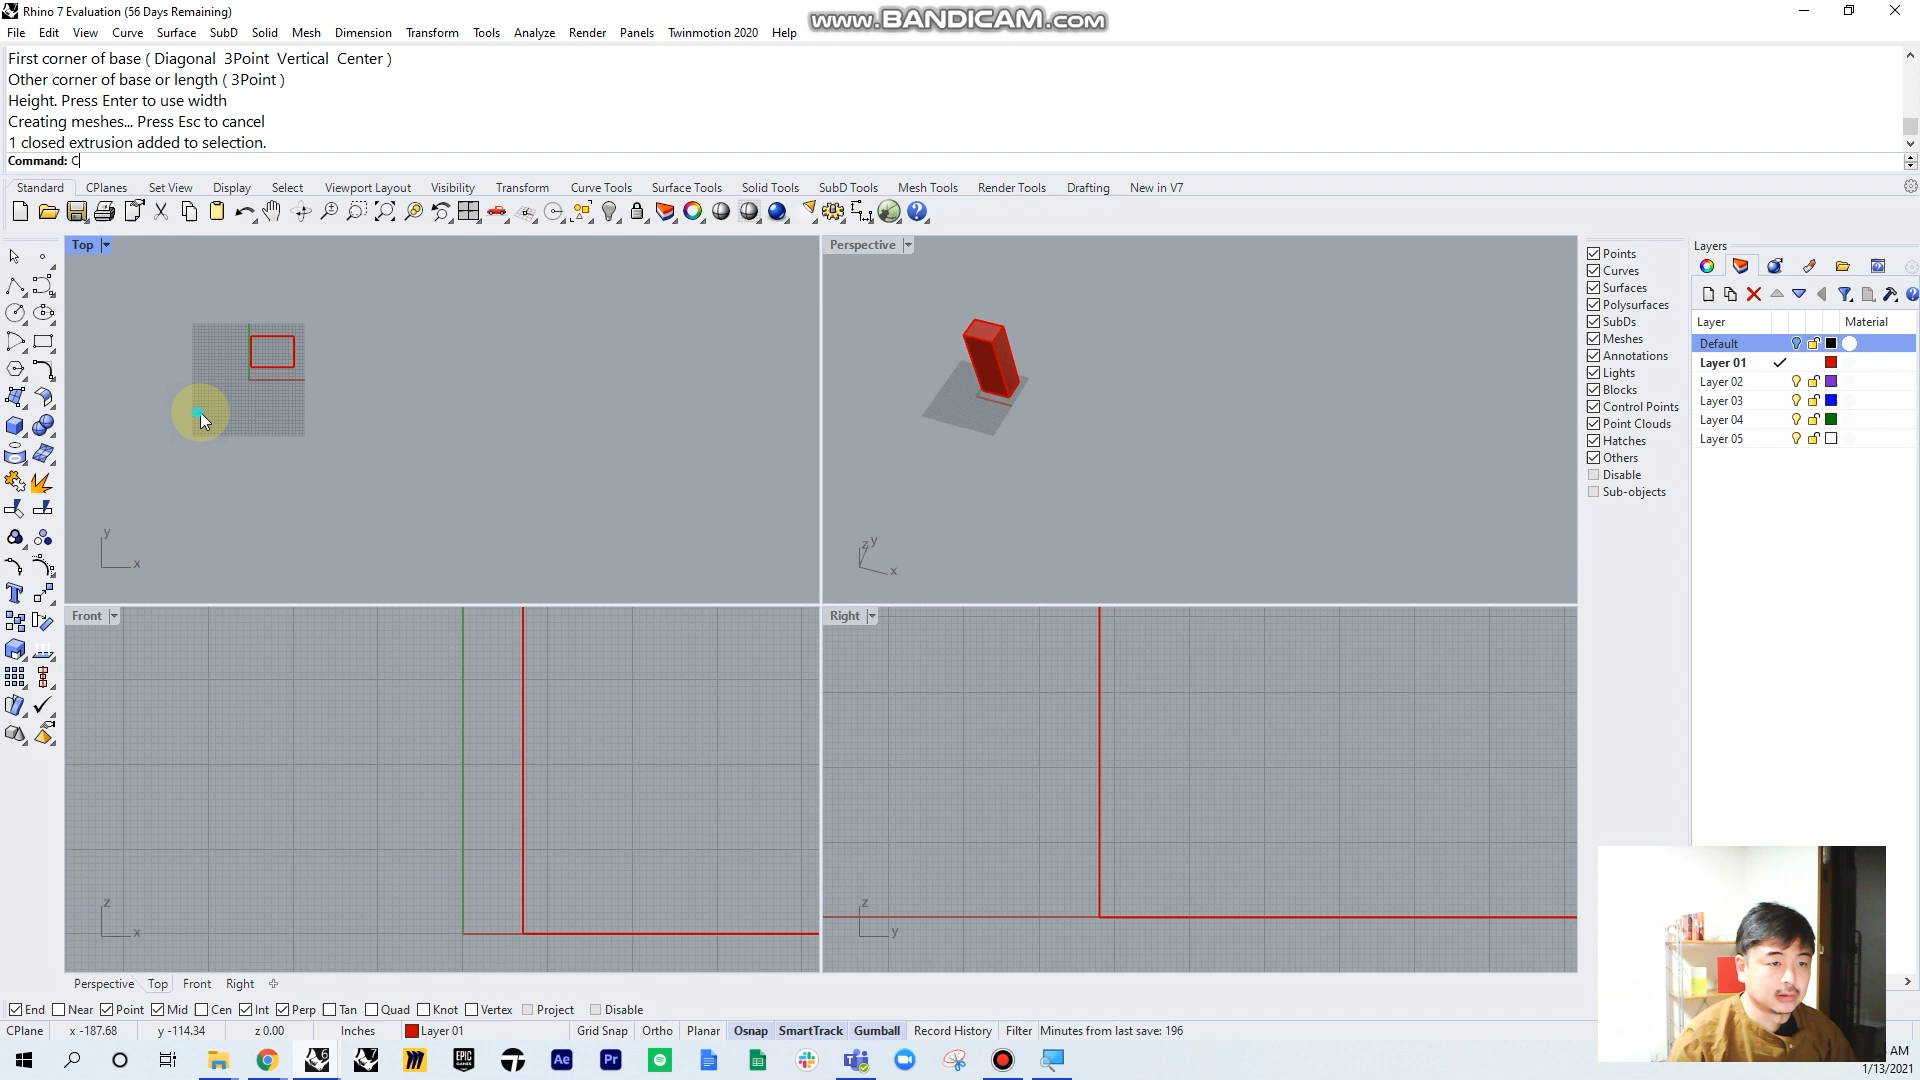 Rhino 7 Evaluation (56 Days Remaining)
www.BANDICAM.com
File Edit View Curve Surface SubD Solid Mesh Dimension Transform Tools Analyze Render Panels Twinmotion 2020 Help
First corner of base ( Diagonal 3Point Vertical Center )
Other corner of base or length ( 3Point )
Height. Press Enter to use width
Creating meshes... Press Esc to cancel
1 closed extrusion added to selection.
Command: C
Standard CPlanes Set View Display Select Viewport Layout Visibility Transform Curve Tools Surface Tools Solid Tools SubD Tools Mesh Tools Render Tools Drafting New in V7
Top
Perspective
Layers
Points
Curves
Surfaces
Polysurfaces
SubDs
Meshes
Annotations
Lights
Blocks
Control Points
Point Clouds
Hatches
Others
Disable
Sub-objects
Layer Material
Default
Layer 01
Layer 02
Layer 03
Layer 04
Layer 05
y
x
z y
x
Front
Right
z
x
z
y
Perspective Top Front Right
End Near Point Mid Cen Int Perp Tan Quad Knot Vertex Project Disable
CPlane x -187.68 y -114.34 z 0.00 Inches Layer 01 Grid Snap Ortho Planar Osnap SmartTrack Gumball Record History Filter Minutes from last save: 196
6 7 EPIC GAMES Ae Pr
AM
1/13/2021